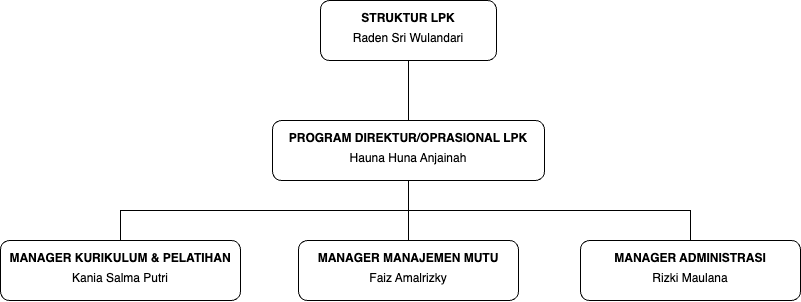 STRUKTUR LPK
Raden Sri Wulandari
PROGRAM DIREKTUR/OPRASIONAL LPK
Hauna Huna Anjainah
MANAGER KURIKULUM & PELATIHAN
Kania Salma Putri
MANAGER MANAJEMEN MUTU
Faiz Amalrizky
MANAGER ADMINISTRASI
Rizki Maulana